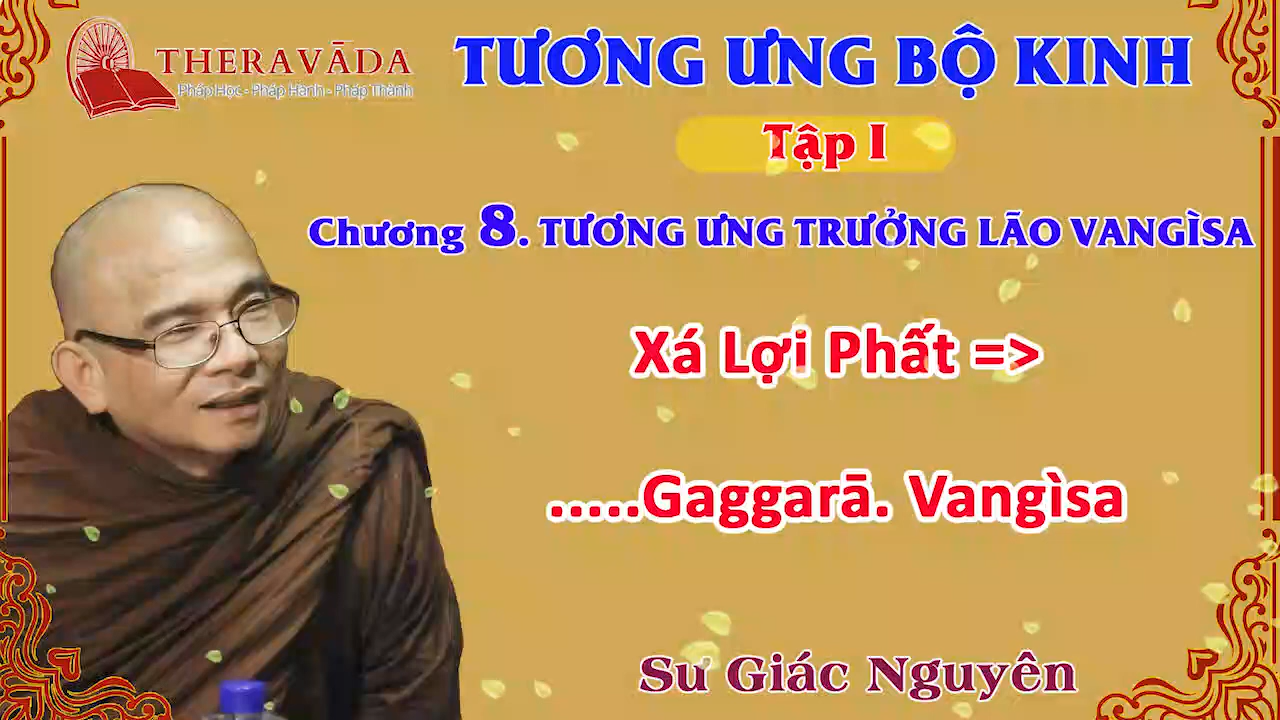 THERAVĀDA
Pháp Học - Pháp Hành - Pháp Thành
TƯƠNG ƯNG BỘ KINH
Tập I
Chương 8. TƯƠNG ƯNG TRƯỞNG LÃO VANGÌSA
Xá Lợi Phất =>
.....Gaggarā. Vangìsa
Sư Giác Nguyên